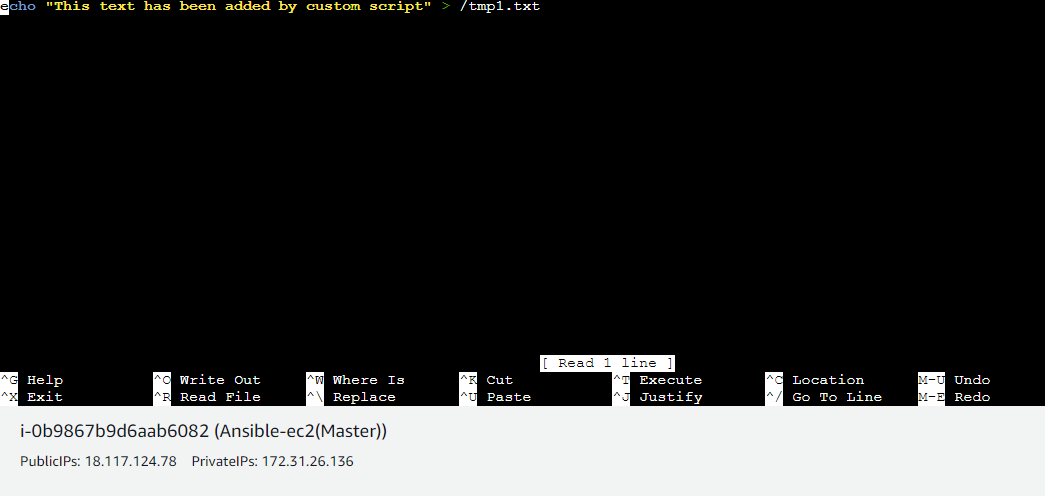 echo "This text has been added by custom script" > /tmp1.txt
[ Read 1 line ]
^G Help ^O Write Out ^W Where Is ^K Cut ^T Execute ^C Location M-U Undo
^X Exit ^R Read File ^\ Replace ^U Paste ^J Justify ^/ Go To Line M-E Redo
i-0b9867b9d6aab6082 (Ansible-ec2(Master))
PublicIPs: 18.117.124.78 PrivateIPs: 172.31.26.136